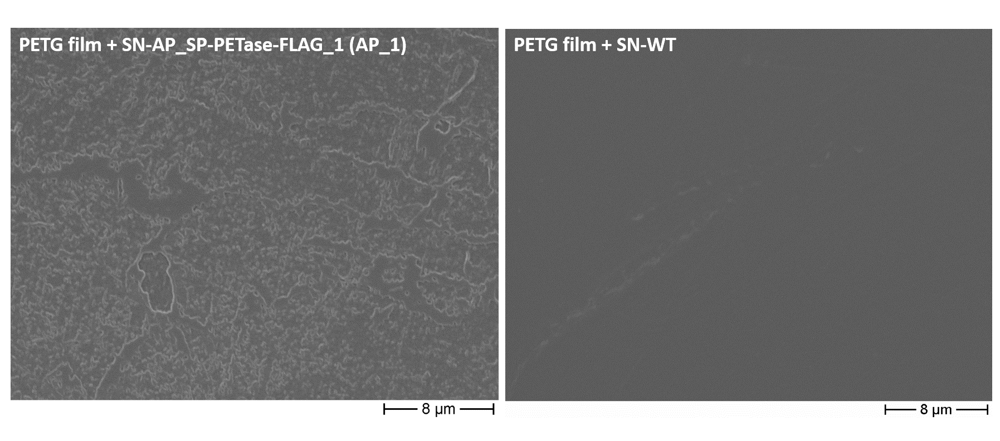 PETG film + SN-AP_SP-PETase-FLAG_1 (AP_1)
PETG film + SN-WT
8 µm
8 µm